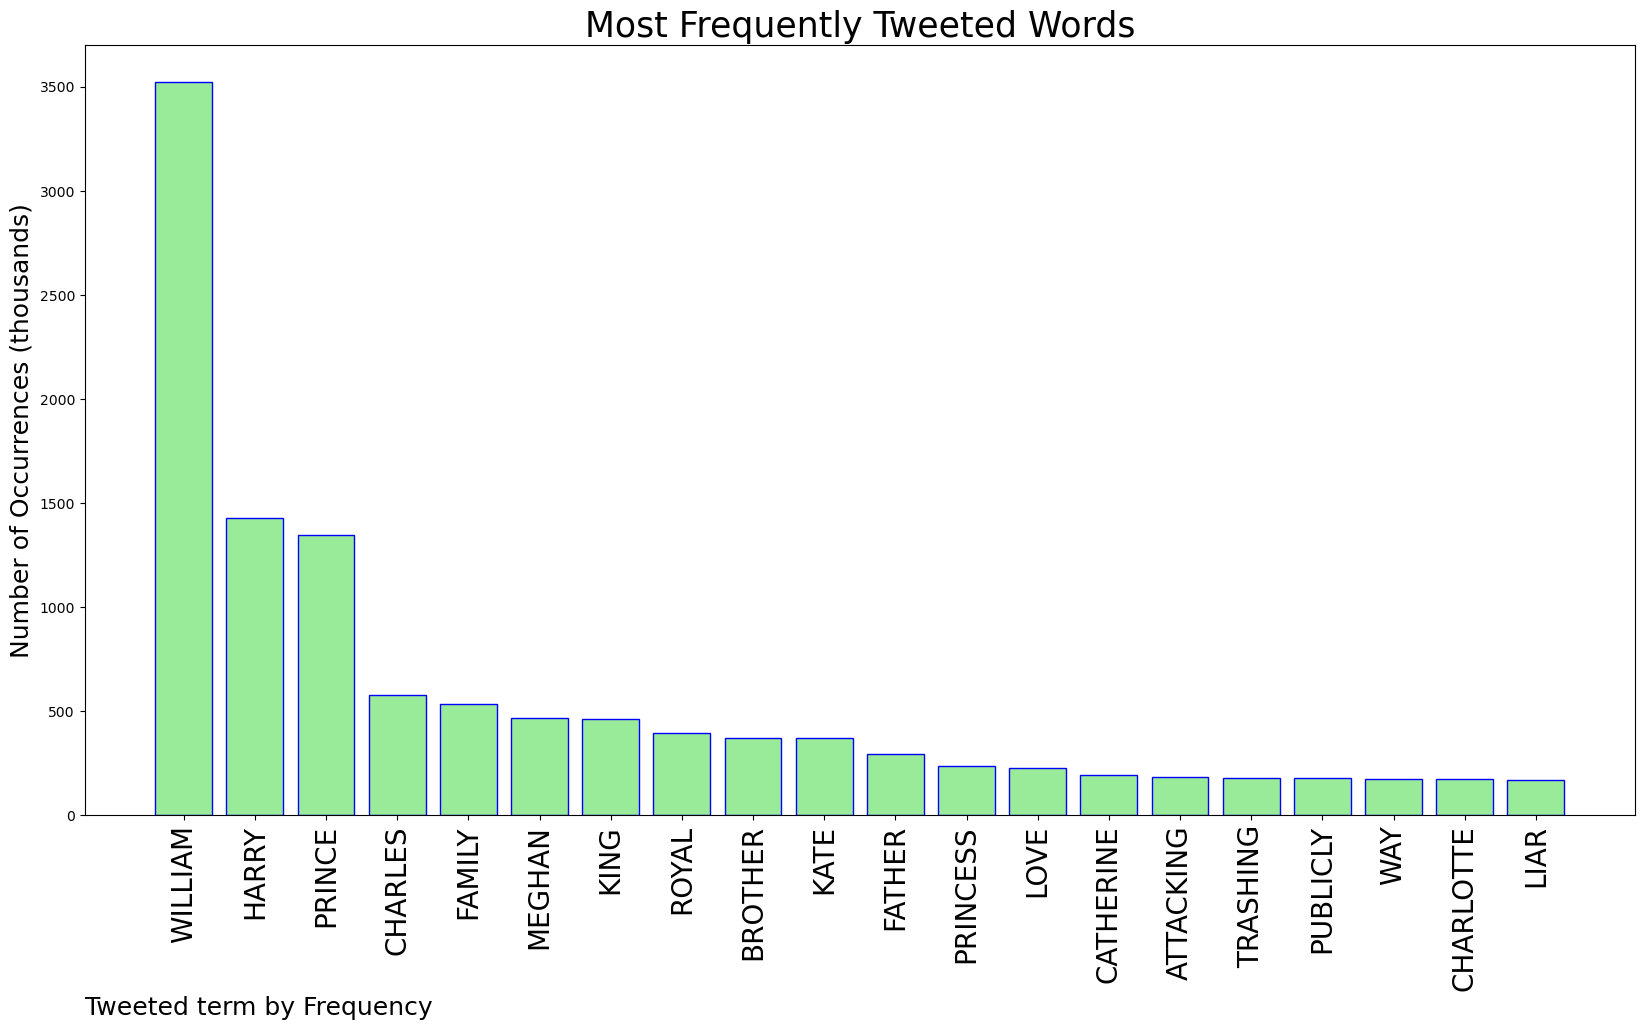 Most Frequently Tweeted Words
Number of Occurrences (thousands)
3500
3000
2500
2000
1500
1000
500
0
WILLIAM
HARRY
PRINCE
CHARLES
FAMILY
MEGHAN
KING
ROYAL
BROTHER
KATE
FATHER
PRINCESS
LOVE
CATHERINE
ATTACKING
TRASHING
PUBLICLY
WAY
CHARLOTTE
LIAR
Tweeted term by Frequency